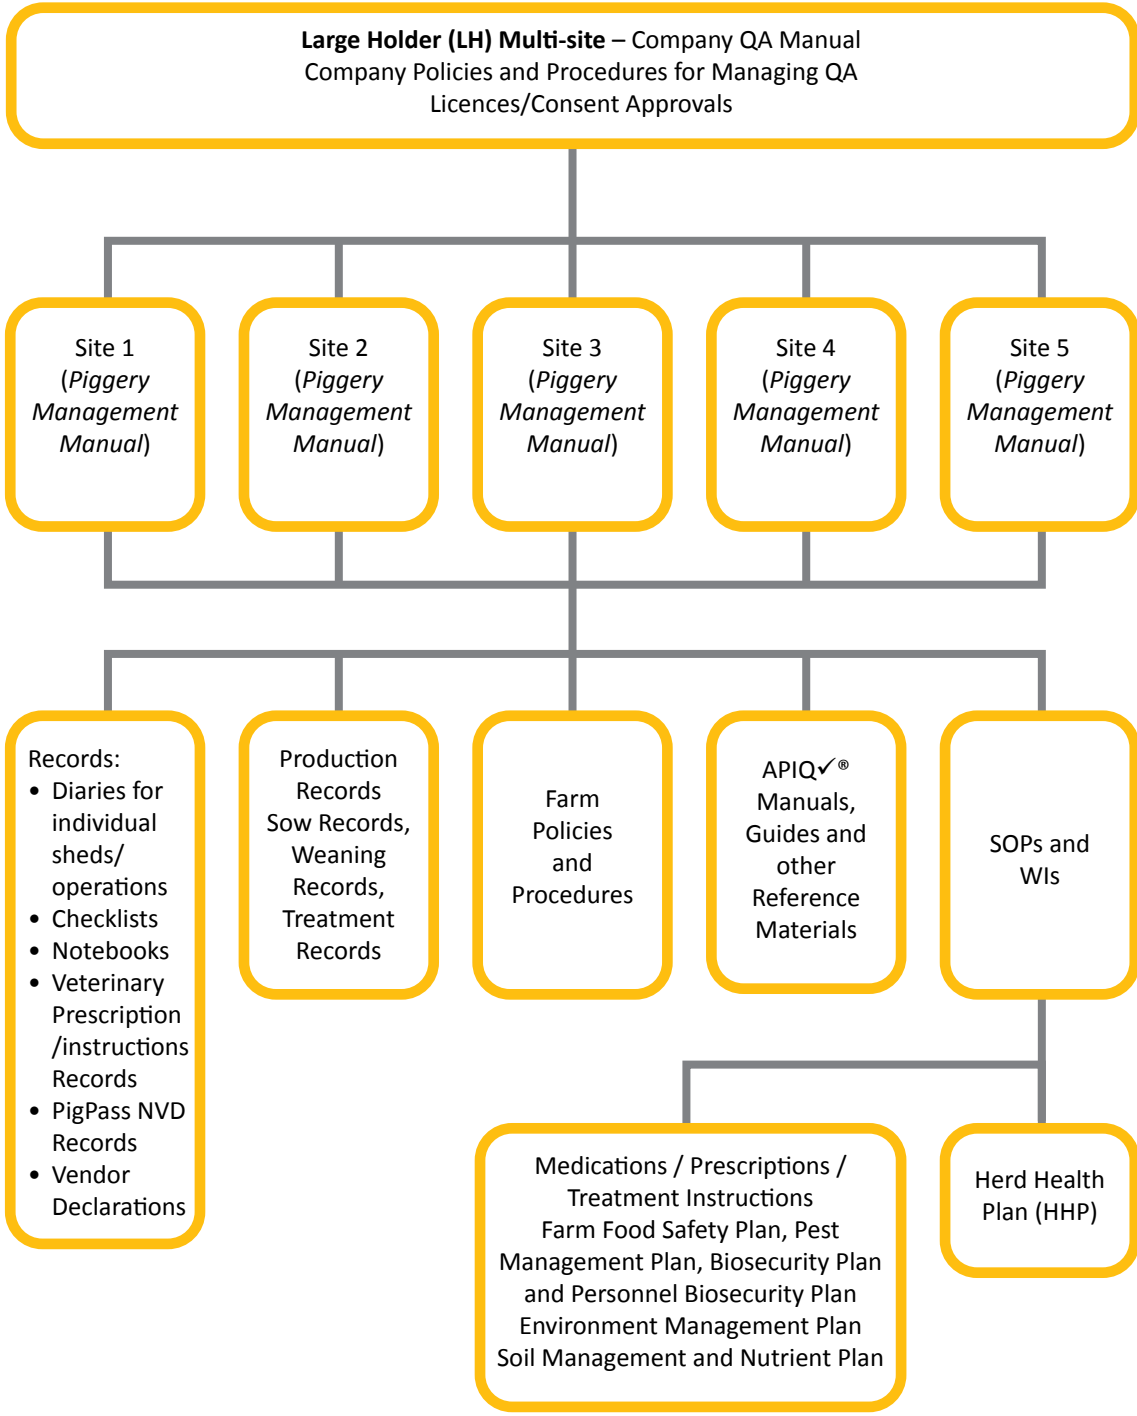 Large Holder (LH) Multi-site – Company QA Manual
Company Policies and Procedures for Managing QA
Licences/Consent Approvals
Site 1
(Piggery
Management
Manual)
Site 2
(Piggery
Management
Manual)
Site 3
(Piggery
Management
Manual)
Site 4
(Piggery
Management
Manual)
Site 5
(Piggery
Management
Manual)
Records:
• Diaries for
individual
sheds/
operations
• Checklists
• Notebooks
• Veterinary
Prescription
/instructions
Records
• PigPass NVD
Records
• Vendor
Declarations
Production
Records
Sow Records,
Weaning
Records,
Treatment
Records
Farm
Policies
and
Procedures
APIQ✓®
Manuals,
Guides and
other
Reference
Materials
SOPs and
WIs
Medications / Prescriptions /
Treatment Instructions
Farm Food Safety Plan, Pest
Management Plan, Biosecurity Plan
and Personnel Biosecurity Plan
Environment Management Plan
Soil Management and Nutrient Plan
Herd Health
Plan (HHP)